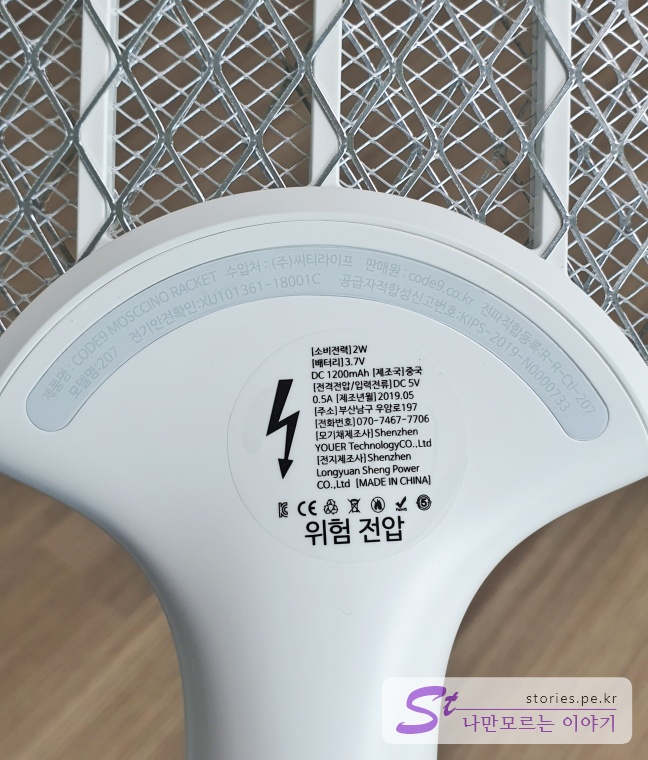 제품명 : CODE9 MOSCCINO RACKET 수입처 : (주)씨티라이프 판매원 : code9.co.kr 전파적합등록:R-R-Cti-207
모델명:207 전기안전확인:XU101361-18001C 공급자적합성신고번호:KIPS-2019-N0000733
[소비전력]2W
[배터리]3.7V
DC 1200mAh [제조국]중국
[전격전압/입력전류]DC 5V
0.5A [제조년월]2019.05
[주소]부산남구 우암로197
[전화번호]070-7467-7706
[모기채제조사]Shenzhen
YOUER TechnologyCO.,Ltd
[전지제조사]Shenzhen
Longyuan Sheng Power
CO.,Ltd [MADE IN CHINA]
CE 5
위험 전압
St stories.pe.kr
나만모르는 이야기